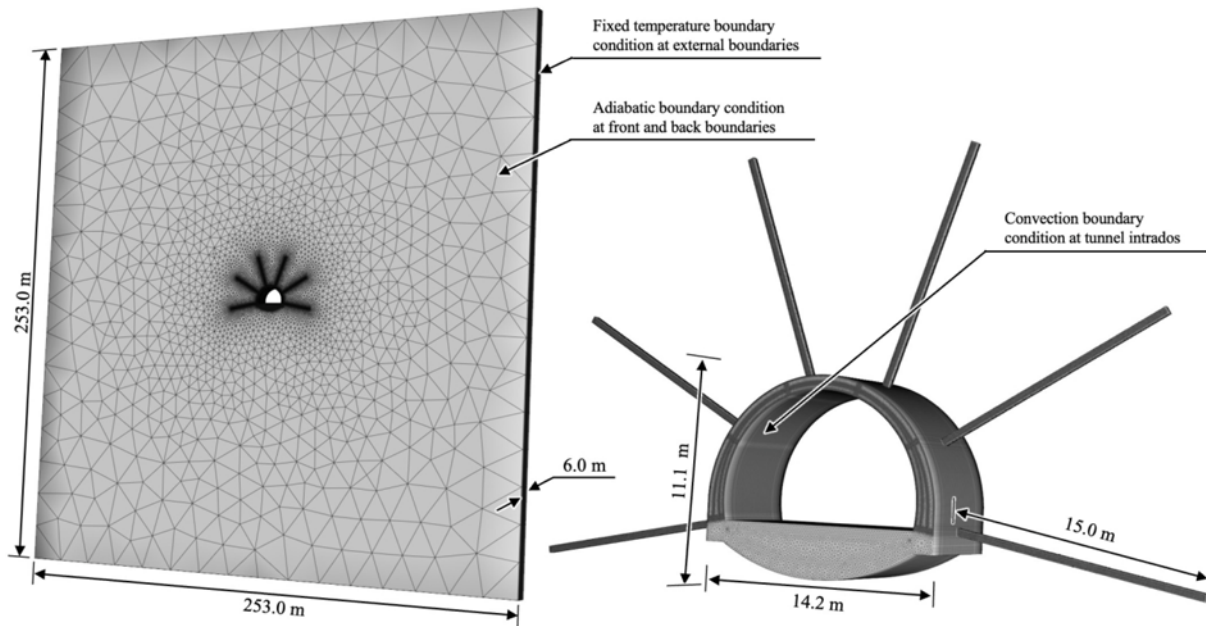 Fixed temperature boundary
condition at external boundaries
Adiabatic boundary condition
at front and back boundaries
253.0 m
6.0 m
253.0 m
Convection boundary
condition at tunnel intrados
11.1 m
15.0 m
14.2 m